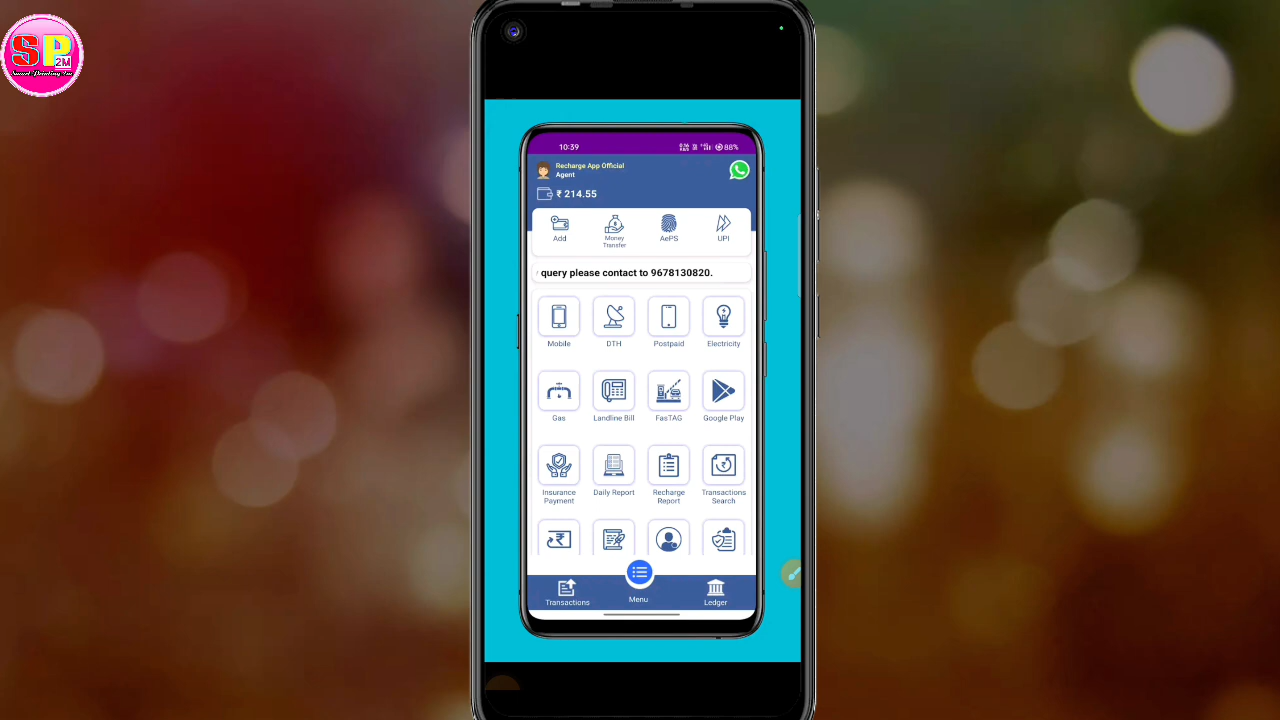 SP
2M
10:39
88%
Recharge App Official
Agent
₹ 214.55
Add
Money
Transfer
AePS
UPI
query please contact to 9678130820.
Mobile
DTH
Postpaid
Electricity
Gas
Landline Bill
FasTAG
Google Play
Insurance
Payment
Daily Report
Recharge
Report
Transactions
Search
Transactions
Menu
Ledger